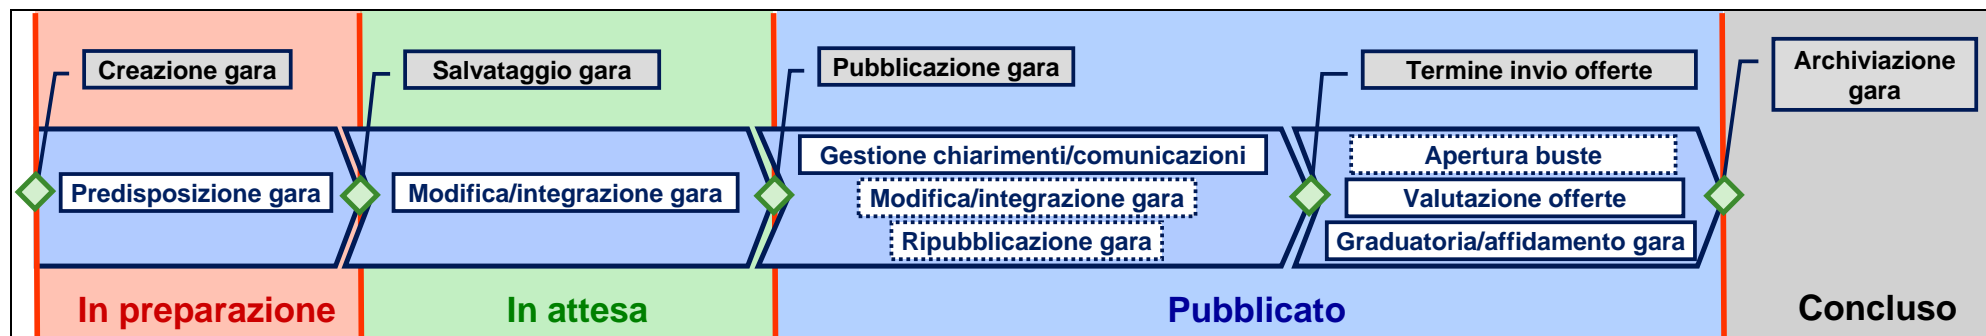 Creazione gara
Salvataggio gara
Pubblicazione gara
Termine invio offerte
Archiviazione
gara
Predisposizione gara
Modifica/integrazione gara
Gestione chiarimenti/comunicazioni
Modifica/integrazione gara
Ripubblicazione gara
Apertura buste
Valutazione offerte
Graduatoria/affidamento gara
In preparazione
In attesa
Pubblicato
Concluso